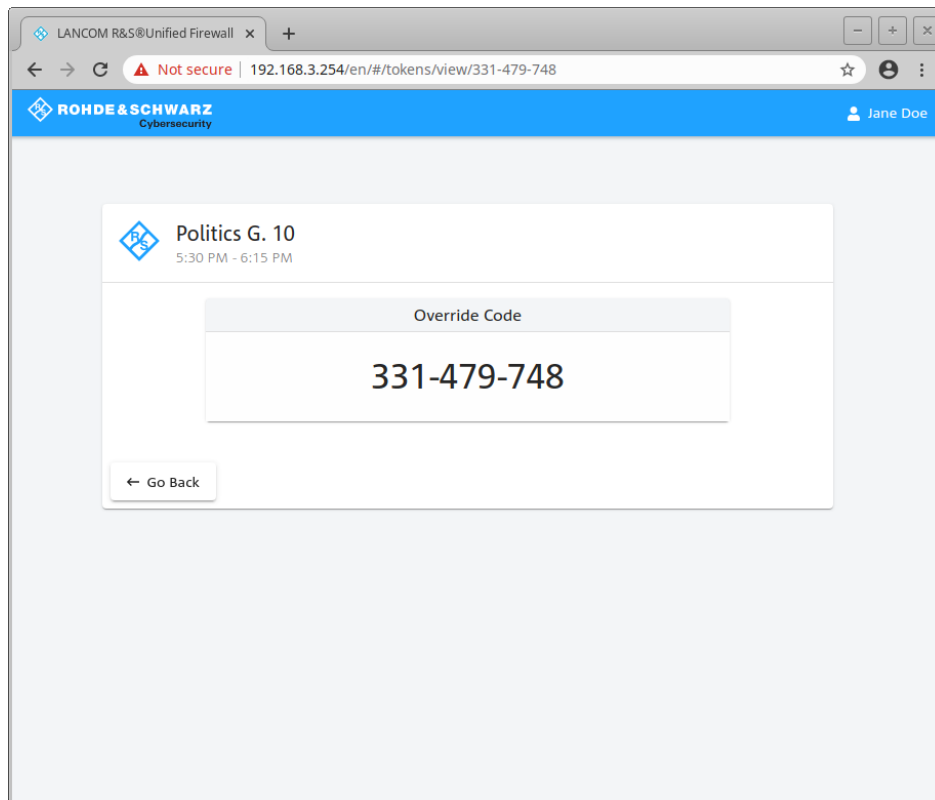 LANCOM R&S®Unified Firewall
Not secure 192.168.3.254/en/#/tokens/view/331-479-748
ROHDE&SCHWARZ
Cybersecurity
Jane Doe
R S
Politics G. 10
5:30 PM - 6:15 PM
Override Code
331-479-748
Go Back